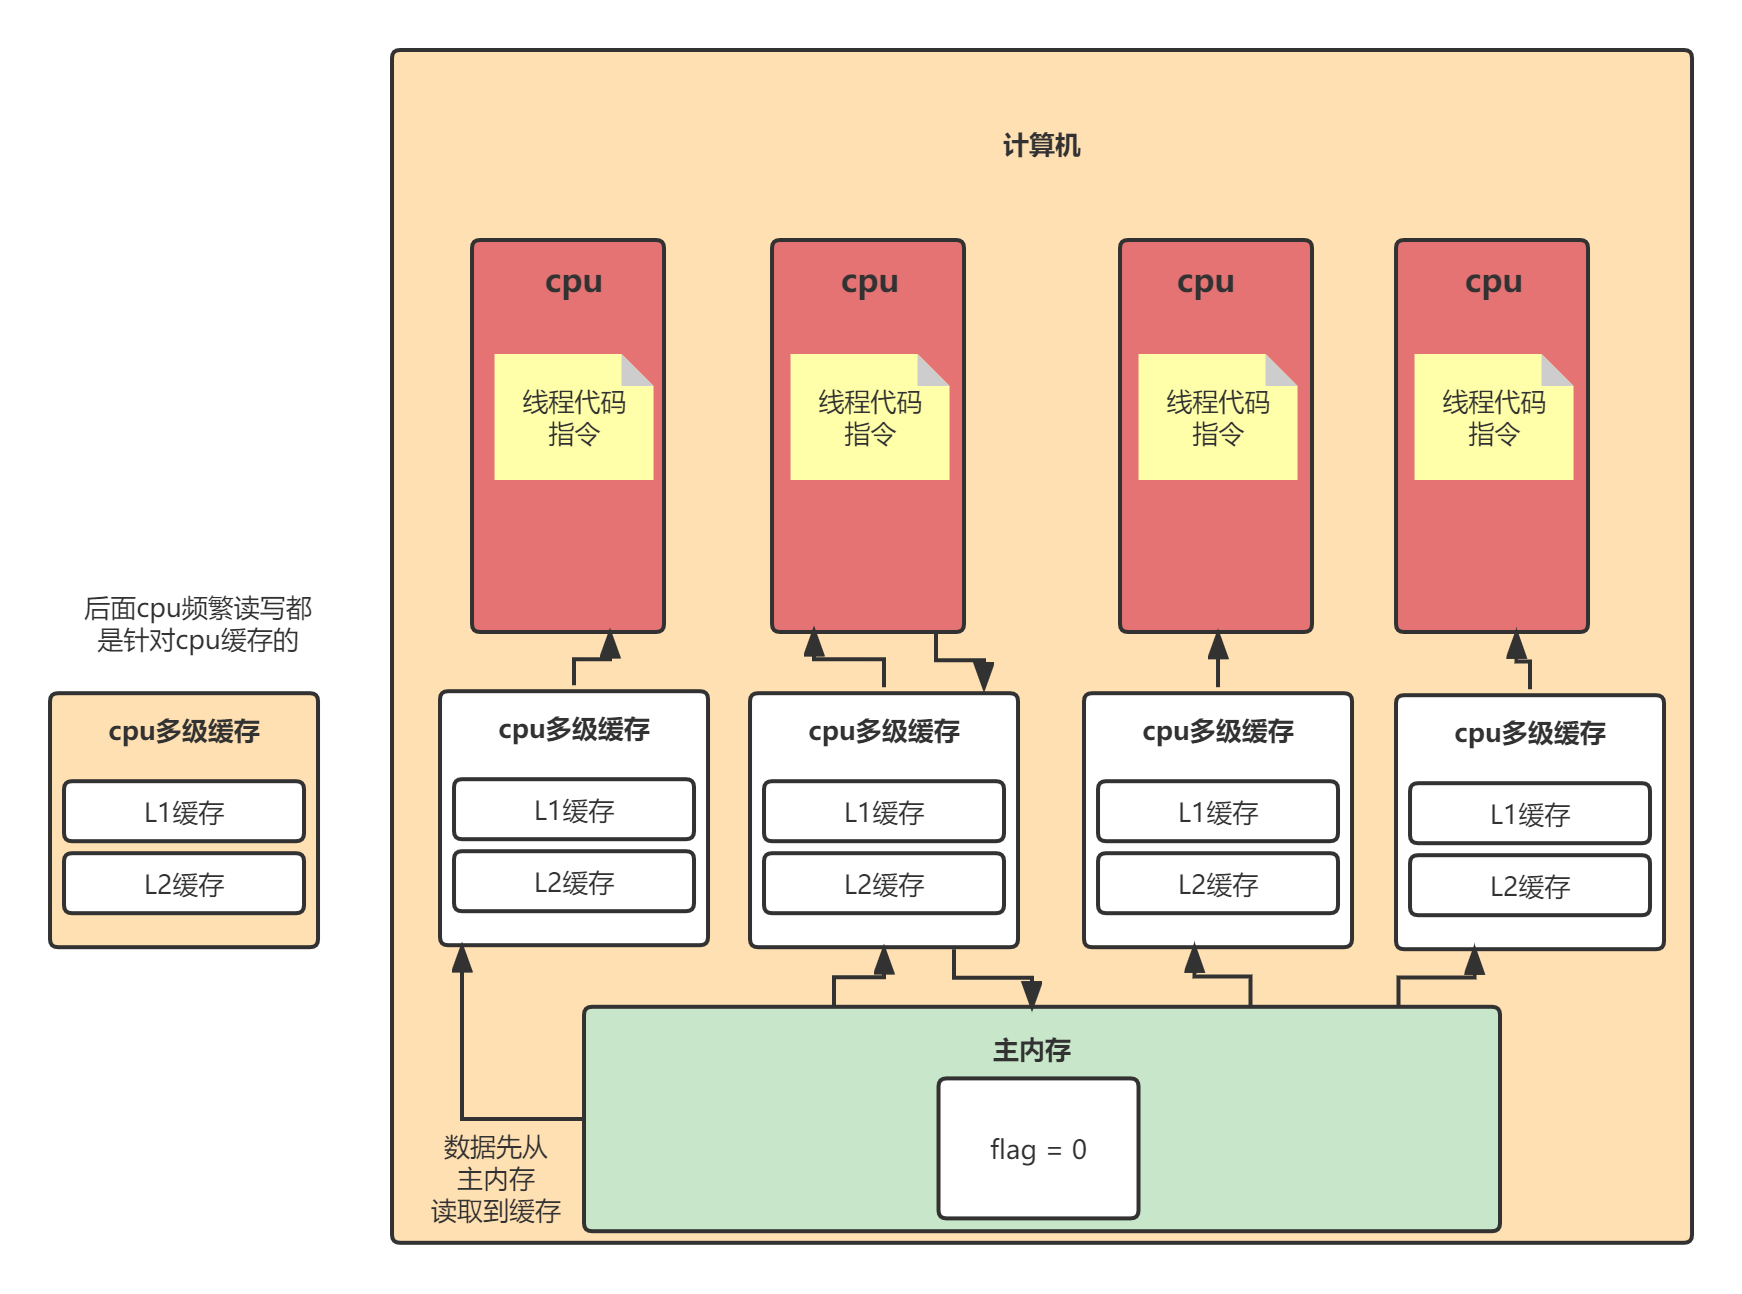 计算机
cpu
线程代码
指令
cpu
线程代码
指令
cpu
线程代码
指令
cpu
线程代码
指令
后面cpu频繁读写都
是针对cpu缓存的
cpu多级缓存
L1缓存
L2缓存
cpu多级缓存
L1缓存
L2缓存
cpu多级缓存
L1缓存
L2缓存
cpu多级缓存
L1缓存
L2缓存
cpu多级缓存
L1缓存
L2缓存
主内存
flag = 0
数据先从
主内存
读取到缓存